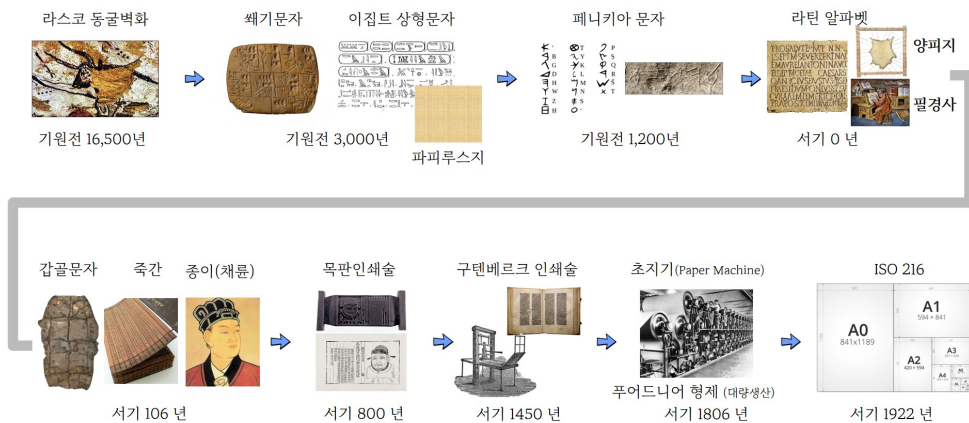 라스코 동굴벽화
쐐기문자
이집트 상형문자
페니키아 문자
라틴 알파벳
양피지
필경사
기원전 16,500년
기원전 3,000년
파피루스지
기원전 1,200년
서기 0 년
갑골문자
죽간
종이(채륜)
목판인쇄술
구텐베르크 인쇄술
초지기(Paper Machine)
ISO 216
A0
841x1189
A1
594 × 841
A2
420 × 594
A3
A4
푸어드니어 형제 (대량생산)
서기 106 년
서기 800 년
서기 1450 년
서기 1806 년
서기 1922 년